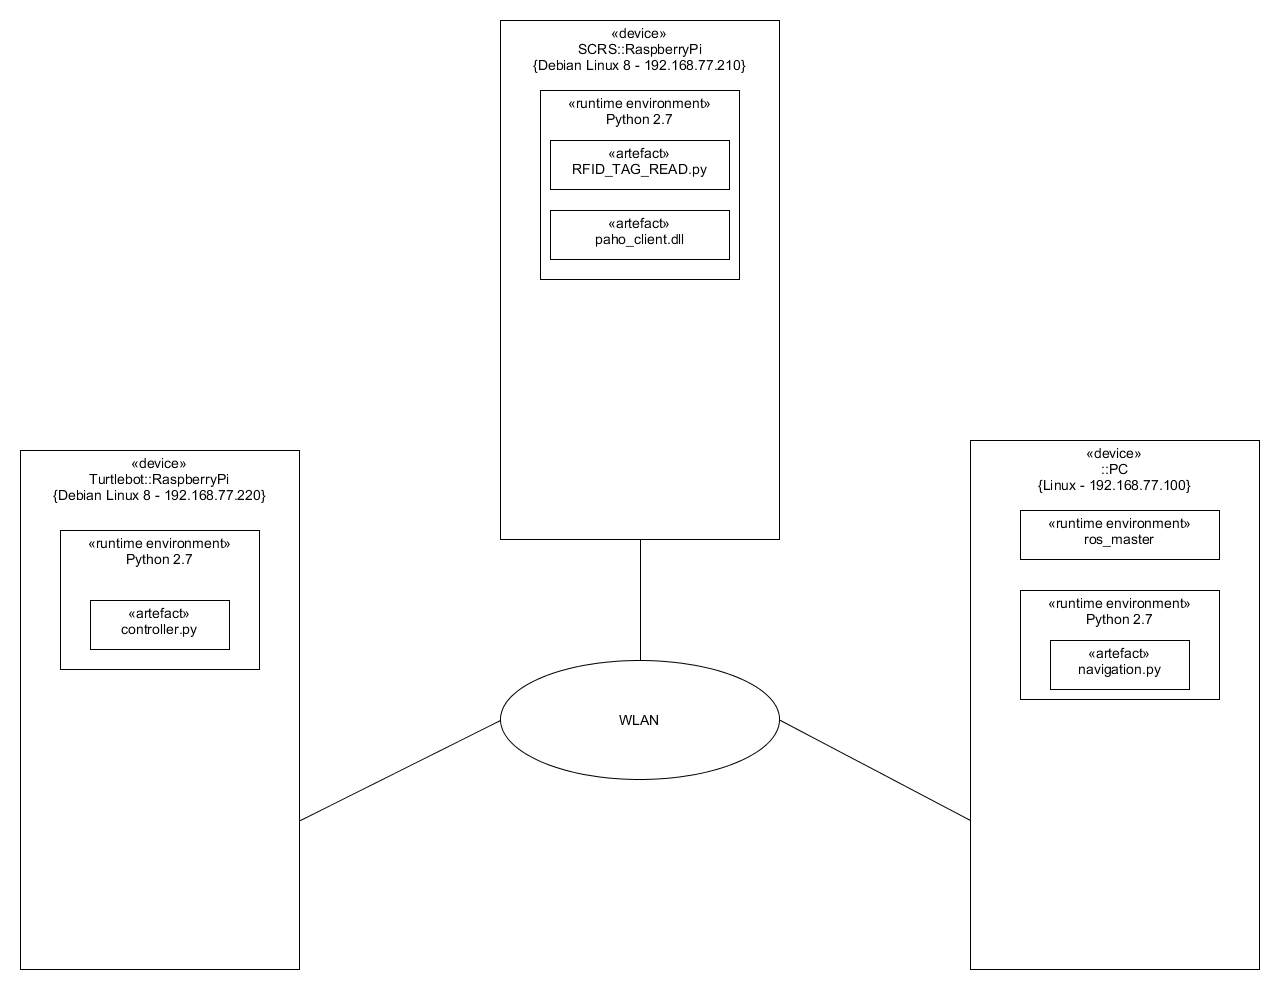 «device»
SCRS::RaspberryPi
{Debian Linux 8 - 192.168.77.210}
«runtime environment»
Python 2.7
«artefact»
RFID_TAG_READ.py
«artefact»
paho_client.dll
«device»
Turtlebot::RaspberryPi
{Debian Linux 8 - 192.168.77.220}
«runtime environment»
Python 2.7
«artefact»
controller.py
«device»
::PC
{Linux - 192.168.77.100}
«runtime environment»
ros_master
«runtime environment»
Python 2.7
«artefact»
navigation.py
WLAN